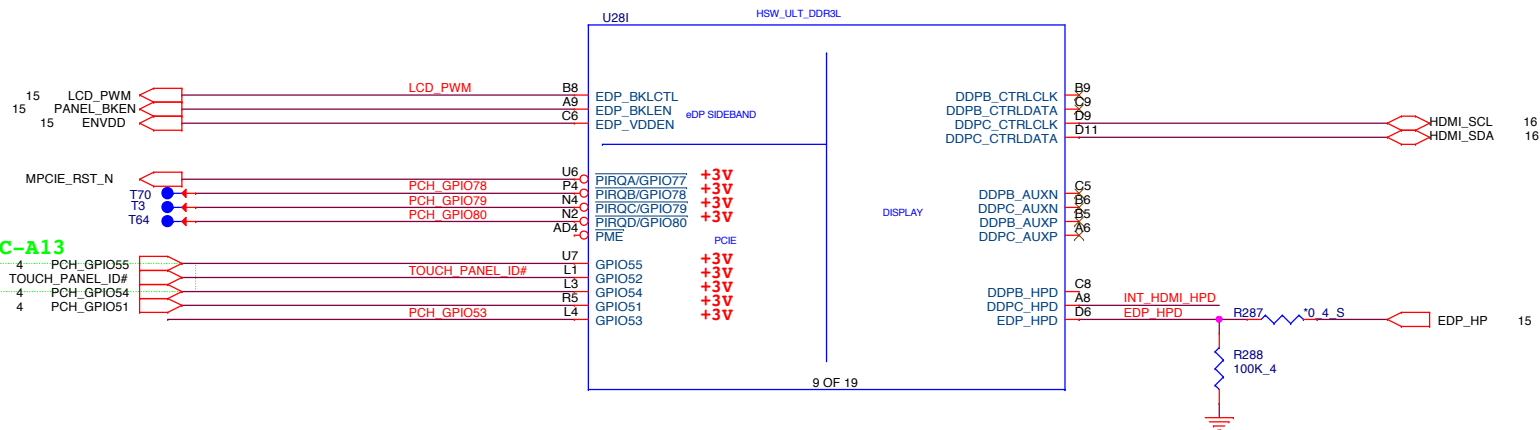 U28I HSW_ULT_DDR3L
15 LCD_PWM LCD_PWM B8 EDP_BKLCTL DDPB_CTRLCLK B9
15 PANEL_BKEN A9 EDP_BKLEN eDP SIDEBAND DDPB_CTRLDATA C9
15 ENVDD C6 EDP_VDDEN DDPC_CTRLCLK D9 HDMI_SCL 16
DDPC_CTRLDATA D11 HDMI_SDA 16
MPCIE_RST_N U6 PIRQA/GPIO77 +3V
T70 PCH_GPIO78 P4 PIRQB/GPIO78 +3V DDPB_AUXN C5
T3 PCH_GPIO79 N4 PIRQC/GPIO79 +3V DDPC_AUXN B6
T64 PCH_GPIO80 N2 PIRQD/GPIO80 +3V DISPLAY DDPB_AUXP B5
AD4 PME PCIE DDPC_AUXP A6
C-A13
4 PCH_GPIO55 U7 GPIO55 +3V
TOUCH_PANEL_ID# TOUCH_PANEL_ID# L1 GPIO52 +3V
4 PCH_GPIO54 L3 GPIO54 +3V DDPB_HPD C8
4 PCH_GPIO51 R5 GPIO51 +3V DDPC_HPD A8 INT_HDMI_HPD
PCH_GPIO53 L4 GPIO53 +3V EDP_HPD D6 EDP_HPD R287 *0_4_S EDP_HP 15
R288
100K_4
9 OF 19